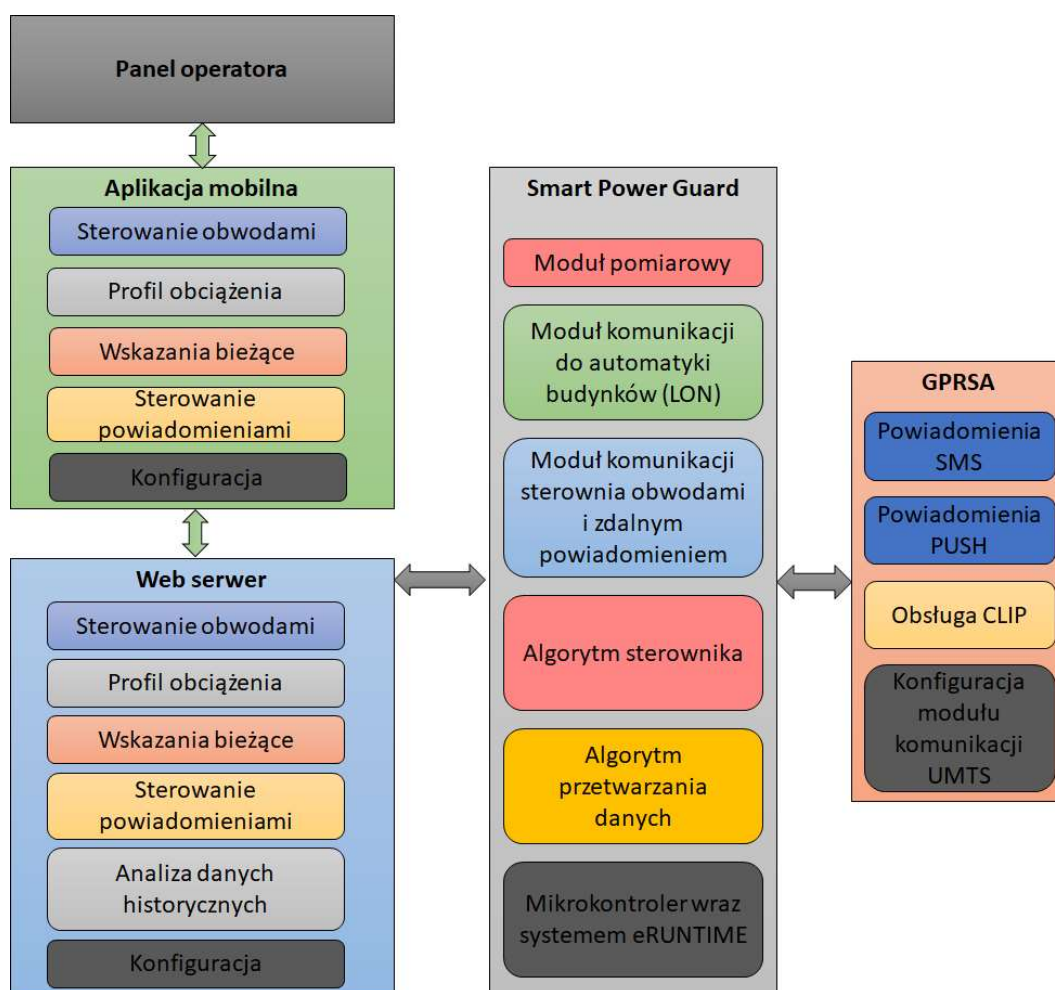 Panel operatora
Aplikacja mobilna
Sterowanie obwodami
Profil obciążenia
Wskazania bieżące
Sterowanie
powiadomieniami
Konfiguracja
Web serwer
Sterowanie obwodami
Profil obciążenia
Wskazania bieżące
Sterowanie
powiadomieniami
Analiza danych
historycznych
Konfiguracja
Smart Power Guard
Moduł pomiarowy
Moduł komunikacji
do automatyki
budynków (LON)
Moduł komunikacji
sterownia obwodami
i zdalnym
powiadomieniem
Algorytm sterownika
Algorytm
przetwarzania
danych
Mikrokontroler wraz
systemem eRUNTIME
GPRSA
Powiadomienia
SMS
Powiadomienia
PUSH
Obsługa CLIP
Konfiguracja
modułu
komunikacji
UMTS